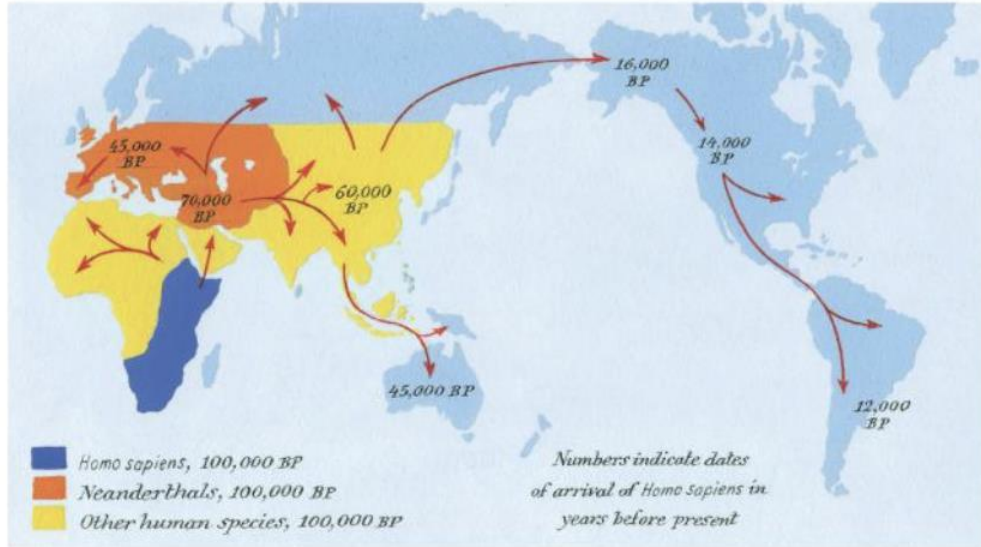 16,000
BP
14,000
BP
45,000
BP
70,000
BP
60,000
BP
45,000 BP
12,000
BP
Homo sapiens, 100,000 BP
Neanderthals, 100,000 BP
Other human species, 100,000 BP
Numbers indicate dates
of arrival of Homo sapiens in
years before present